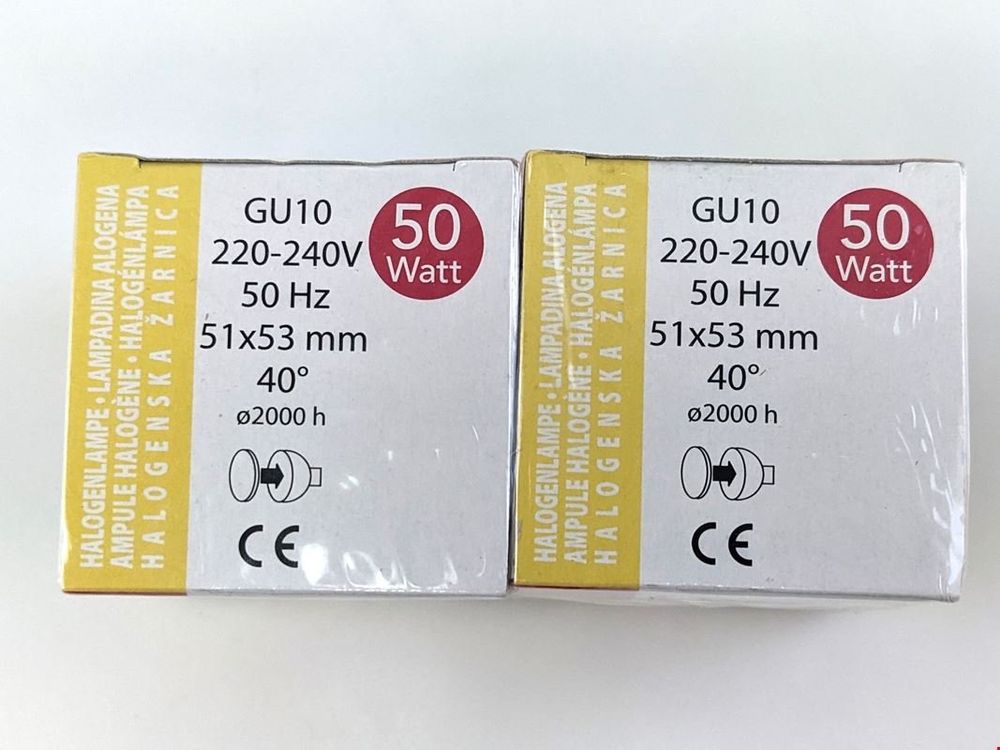 HALOGENLAMPE • LAMPADINA ALOGENA
AMPULE HALOGÈNE • HALOGÉNLÁMPA
HALOGENSKA ŽARNICA
GU10
220-240V
50 Hz
51x53 mm
40°
ø2000 h
CE
50
Watt
HALOGENLAMPE • LAMPADINA ALOGENA
AMPULE HALOGÈNE • HALOGÉNLÁMPA
HALOGENSKA ŽARNICA
GU10
220-240V
50 Hz
51x53 mm
40°
ø2000 h
CE
50
Watt